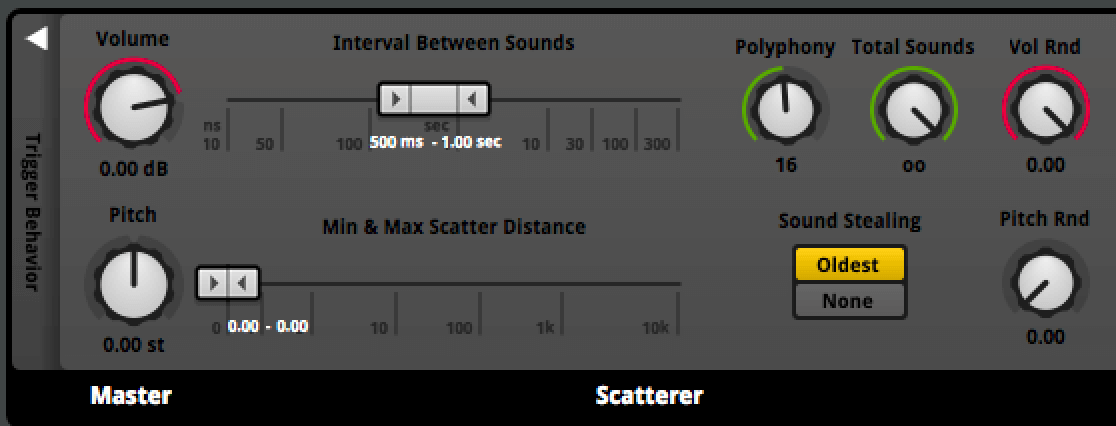 Trigger Behavior
Volume
0.00 dB
Pitch
0.00 st
Interval Between Sounds
10 50 100 sec 10 30 100 300
500 ms - 1.00 sec
Min & Max Scatter Distance
0 10 100 1k 10k
0.00 - 0.00
Polyphony
16
Total Sounds
oo
Vol Rnd
0.00
Sound Stealing
Oldest
None
Pitch Rnd
0.00
Master
Scatterer